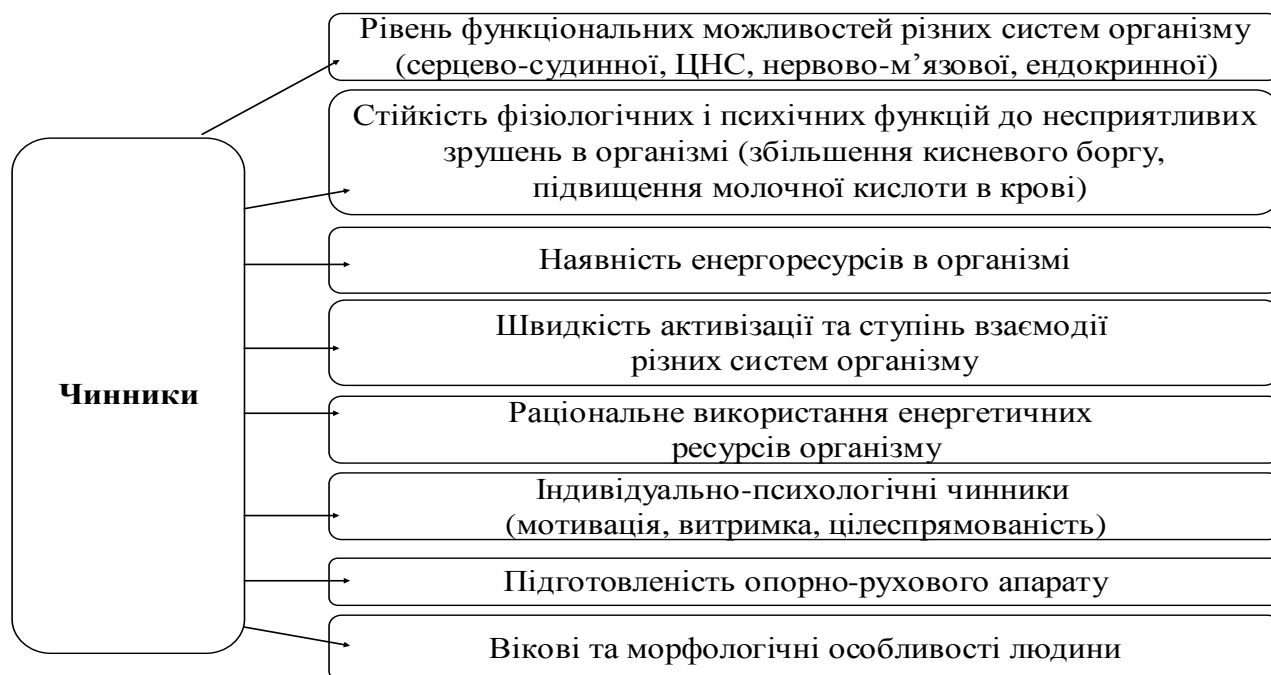 Рівень функціональних можливостей різних систем організму
(серцево-судинної, ЦНС, нервово-м’язової, ендокринної)
Стійкість фізіологічних і психічних функцій до несприятливих
зрушень в організмі (збільшення кисневого боргу,
підвищення молочної кислоти в крові)
Наявність енергоресурсів в організмі
Швидкість активізації та ступінь взаємодії
різних систем організму
Чинники
Раціональне використання енергетичних
ресурсів організму
Індивідуально-психологічні чинники
(мотивація, витримка, цілеспрямованість)
Підготовленість опорно-рухового апарату
Вікові та морфологічні особливості людини